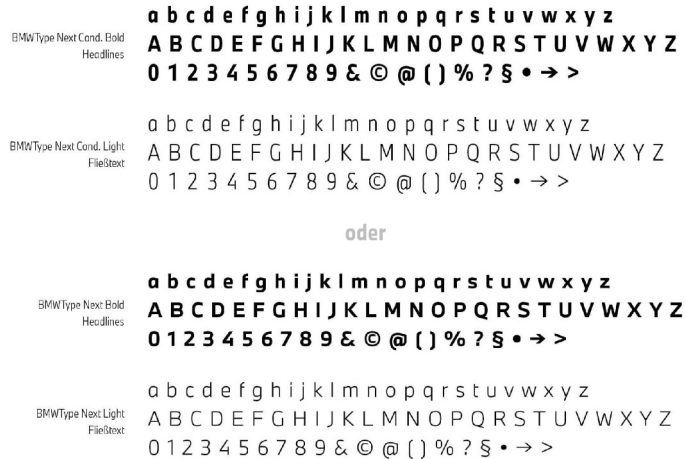 a b c d e f g h i j k l m n o p q r s t u v w x y z
BMWType Next Cond. Bold
Headlines
A B C D E F G H I J K L M N O P Q R S T U V W X Y Z
0 1 2 3 4 5 6 7 8 9 & © @ ( ) % ? § • → >
a b c d e f g h i j k l m n o p q r s t u v w x y z
BMWType Next Cond. Light
Fließtext
A B C D E F G H I J K L M N O P Q R S T U V W X Y Z
0 1 2 3 4 5 6 7 8 9 & © @ ( ) % ? § • → >
oder
a b c d e f g h i j k l m n o p q r s t u v w x y z
BMWType Next Bold
Headlines
A B C D E F G H I J K L M N O P Q R S T U V W X Y Z
0 1 2 3 4 5 6 7 8 9 & © @ ( ) % ? § • → >
a b c d e f g h i j k l m n o p q r s t u v w x y z
BMWType Next Light
Fließtext
A B C D E F G H I J K L M N O P Q R S T U V W X Y Z
0 1 2 3 4 5 6 7 8 9 & © @ ( ) % ? § • → >